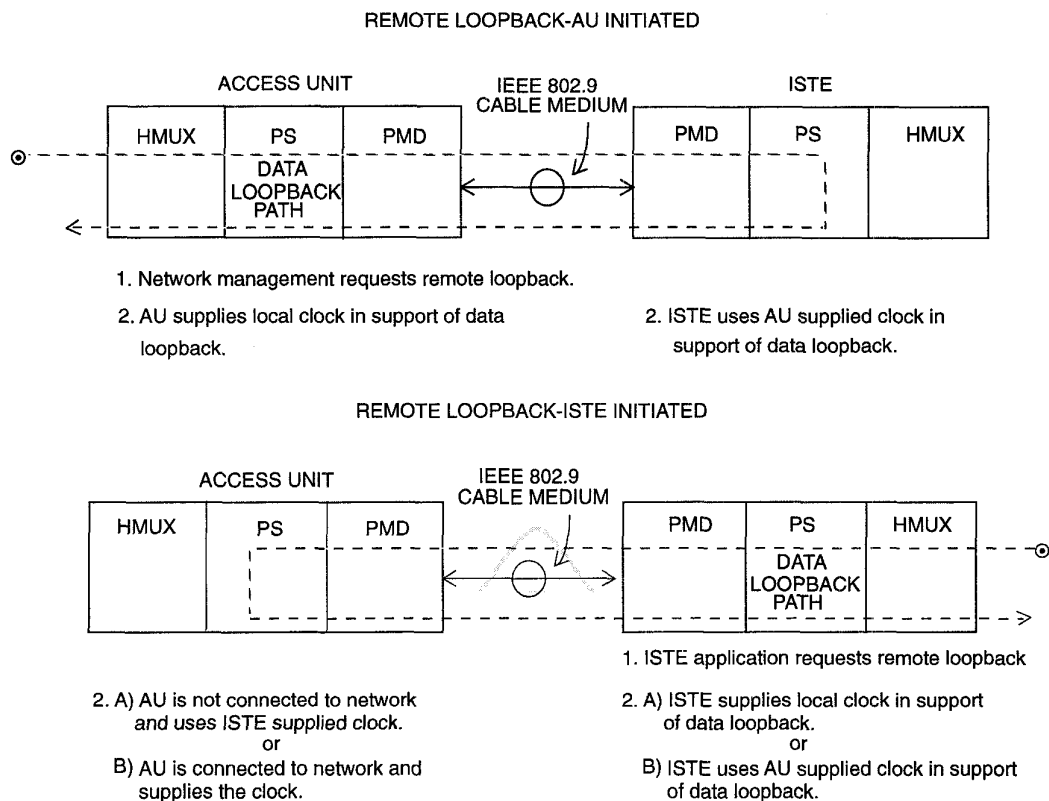 REMOTE LOOPBACK-AU INITIATED
ACCESS UNIT
IEEE 802.9
CABLE MEDIUM
ISTE
HMUX
PS
PMD
PMD
PS
HMUX
DATA
LOOPBACK
PATH
1. Network management requests remote loopback.
2. AU supplies local clock in support of data
loopback.
2. ISTE uses AU supplied clock in
support of data loopback.
REMOTE LOOPBACK-ISTE INITIATED
ACCESS UNIT
IEEE 802.9
CABLE MEDIUM
HMUX
PS
PMD
PMD
PS
HMUX
DATA
LOOPBACK
PATH
1. ISTE application requests remote loopback
2. A) AU is not connected to network
and uses ISTE supplied clock.
or
B) AU is connected to network and
supplies the clock.
2. A) ISTE supplies local clock in support
of data loopback.
or
B) ISTE uses AU supplied clock in support
of data loopback.